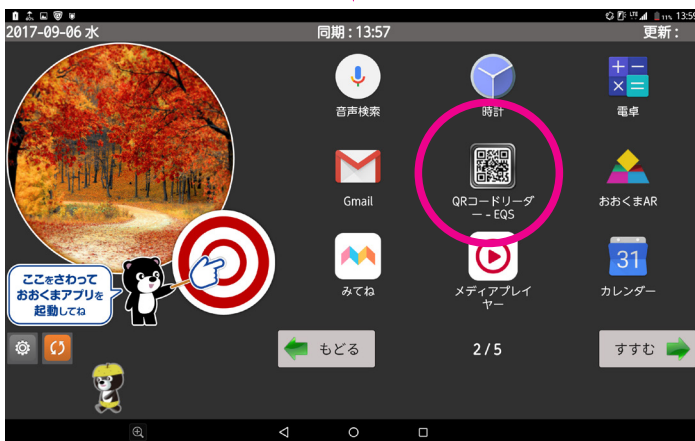 11% 13:59
2017-09-06 水
同期 : 13:57
更新 :
音声検索
時計
電卓
Gmail
QRコードリーダ
ー - EQS
おおくまAR
ここをさわって
おおくまアプリを
起動してね
みてね
メディアプレイ
ヤー
31
カレンダー
もどる
2 / 5
すすむ